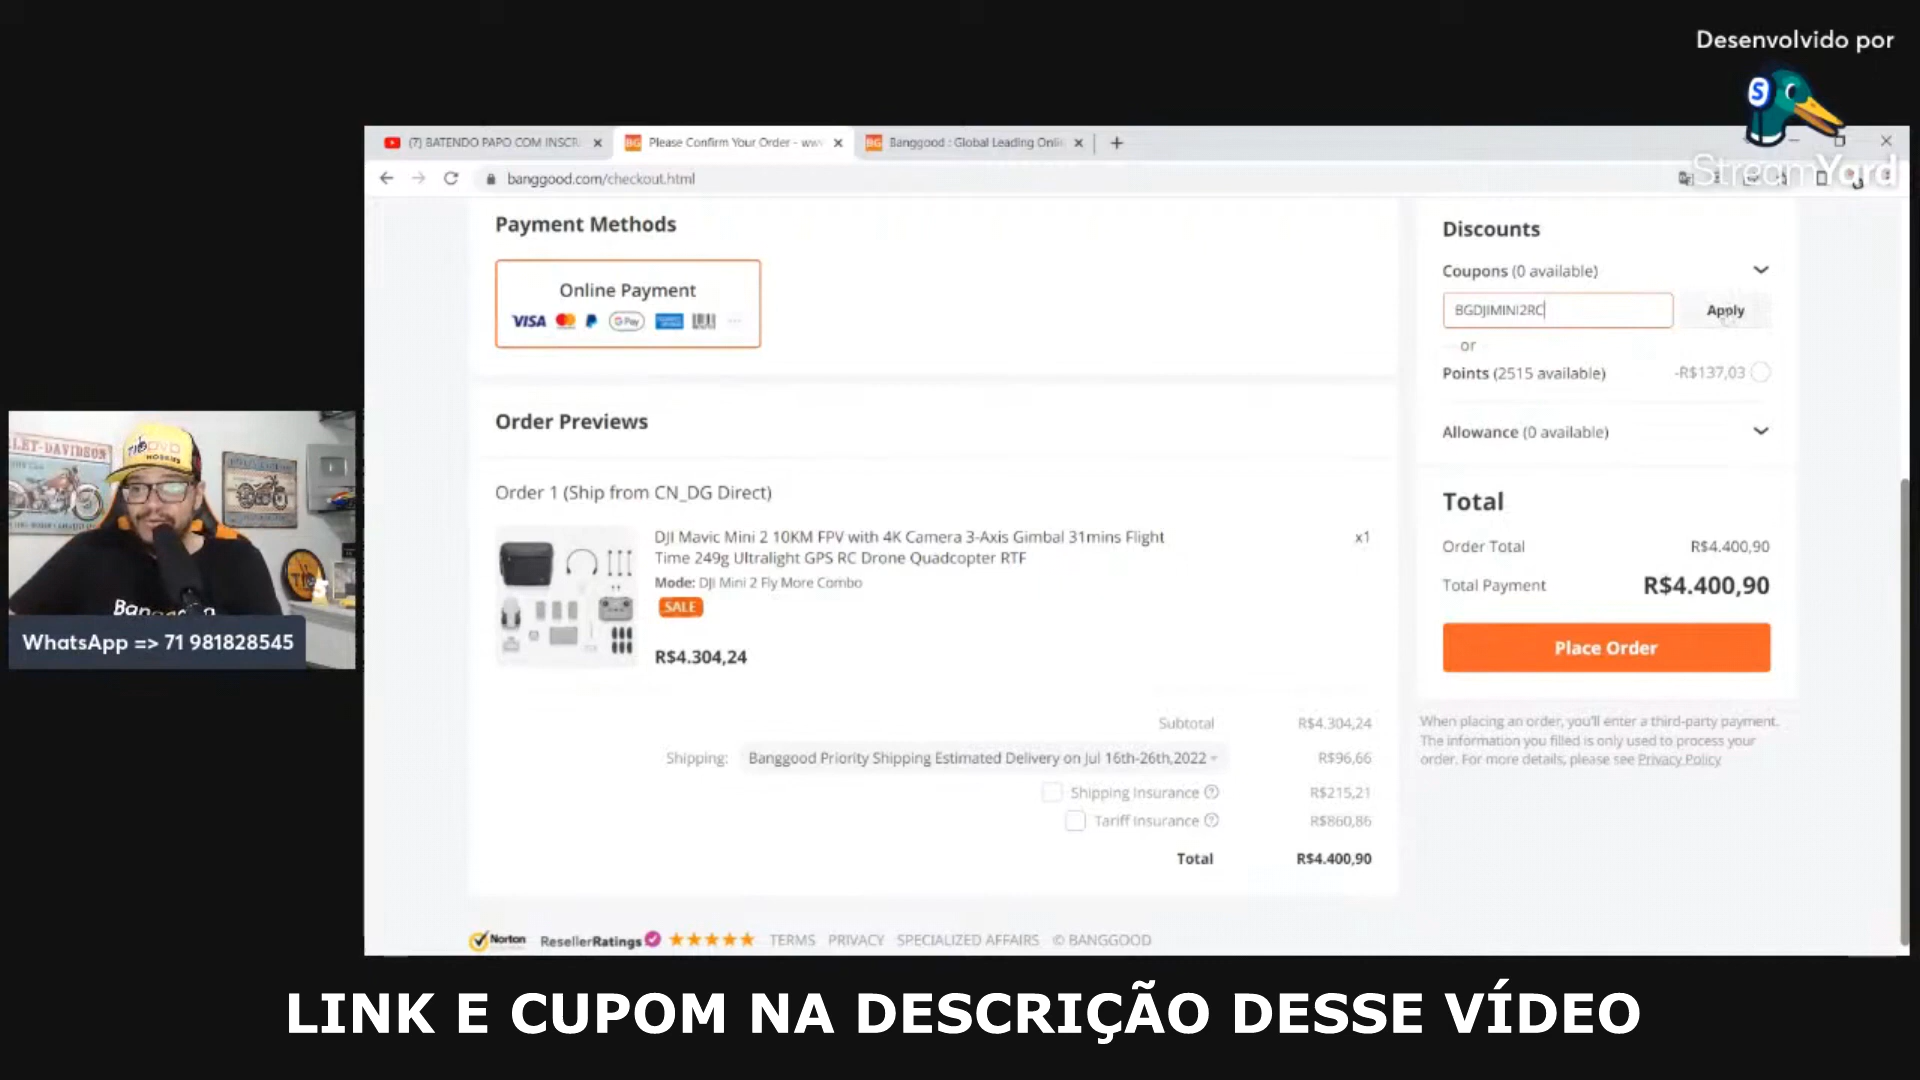 Desenvolvido por
StreamYard
(7) BATENDO PAPO COM INSCR
Please Confirm Your Order - ww
Banggood : Global Leading Onli
banggood.com/checkout.html
Payment Methods
Online Payment
VISA
G Pay
Order Previews
Order 1 (Ship from CN_DG Direct)
DJI Mavic Mini 2 10KM FPV with 4K Camera 3-Axis Gimbal 31mins Flight
Time 249g Ultralight GPS RC Drone Quadcopter RTF
x1
Mode: DJI Mini 2 Fly More Combo
SALE
R$4.304,24
Subtotal R$4.304,24
Shipping: Banggood Priority Shipping Estimated Delivery on Jul 16th-26th,2022 R$96,66
Shipping Insurance R$215,21
Tariff Insurance R$860,86
Total R$4.400,90
Norton ResellerRatings TERMS PRIVACY SPECIALIZED AFFAIRS © BANGGOOD
Discounts
Coupons (0 available)
BGDJIMINI2RC Apply
or
Points (2515 available) -R$137,03
Allowance (0 available)
Total
Order Total R$4.400,90
Total Payment R$4.400,90
Place Order
When placing an order, you'll enter a third-party payment.
The information you filled is only used to process your
order. For more details, please see Privacy Policy
WhatsApp => 71 981828545
LINK E CUPOM NA DESCRIÇÃO DESSE VÍDEO